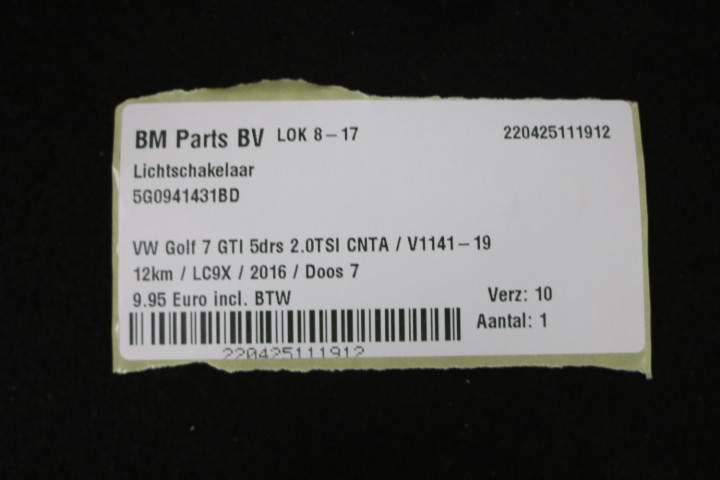 BM Parts BV LOK 8-17 220425111912
Lichtschakelaar
5G0941431BD
VW Golf 7 GTI 5drs 2.0TSI CNTA / V1141-19
12km / LC9X / 2016 / Doos 7
9.95 Euro incl. BTW Verz: 10
Aantal: 1
220425111912